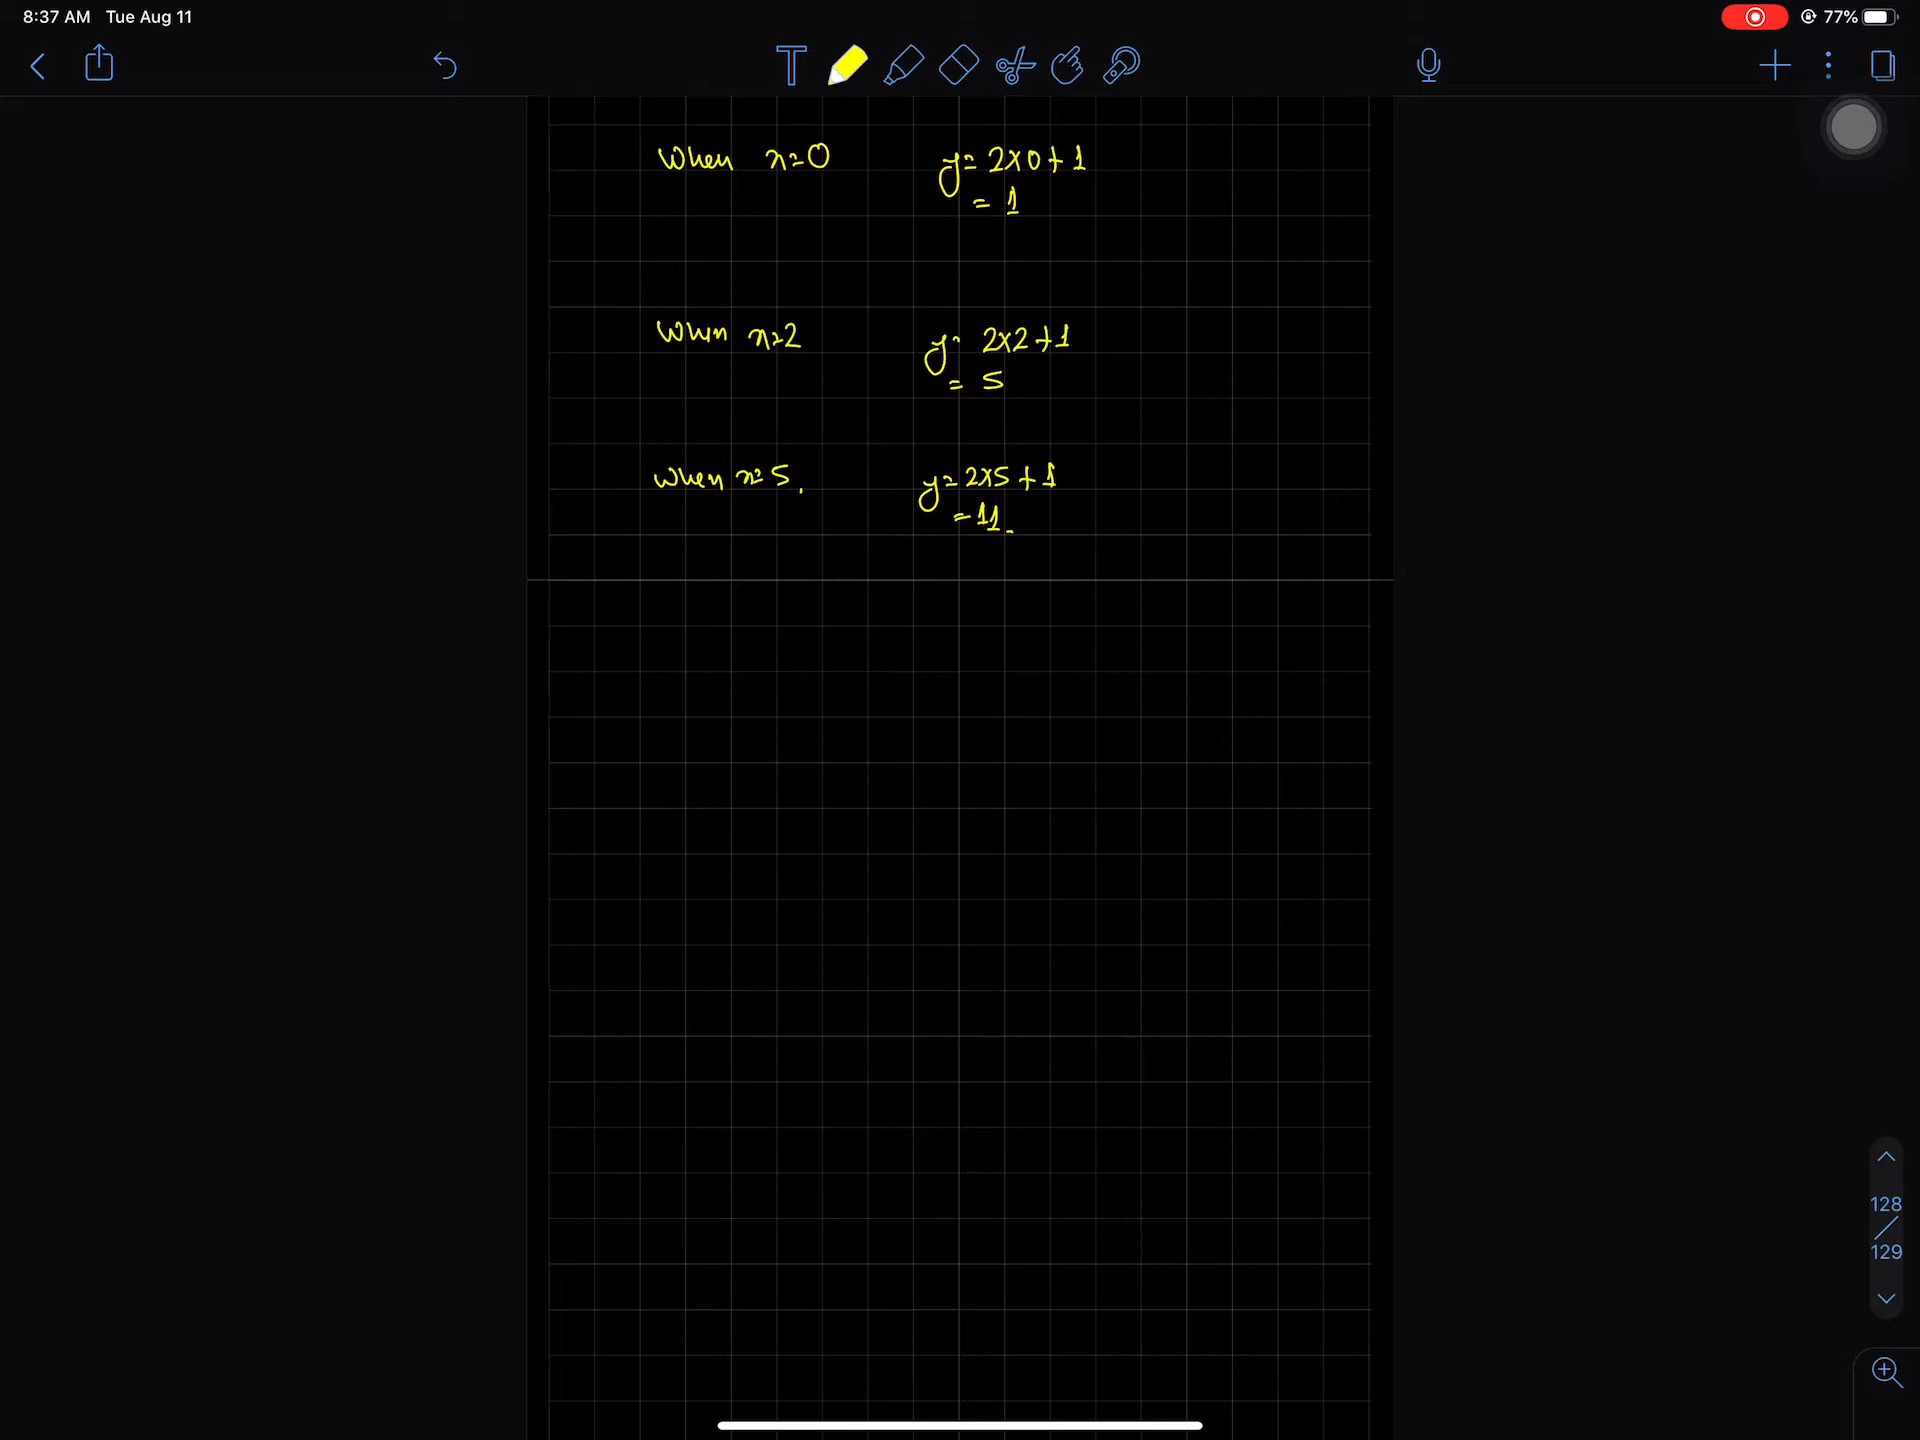 8:37 AM Tue Aug 11 77%
When x=0 y=2x0+1
= 1
When x=2 y= 2x2+1
= 5
When x=5. y=2x5+1
=11.
128
129